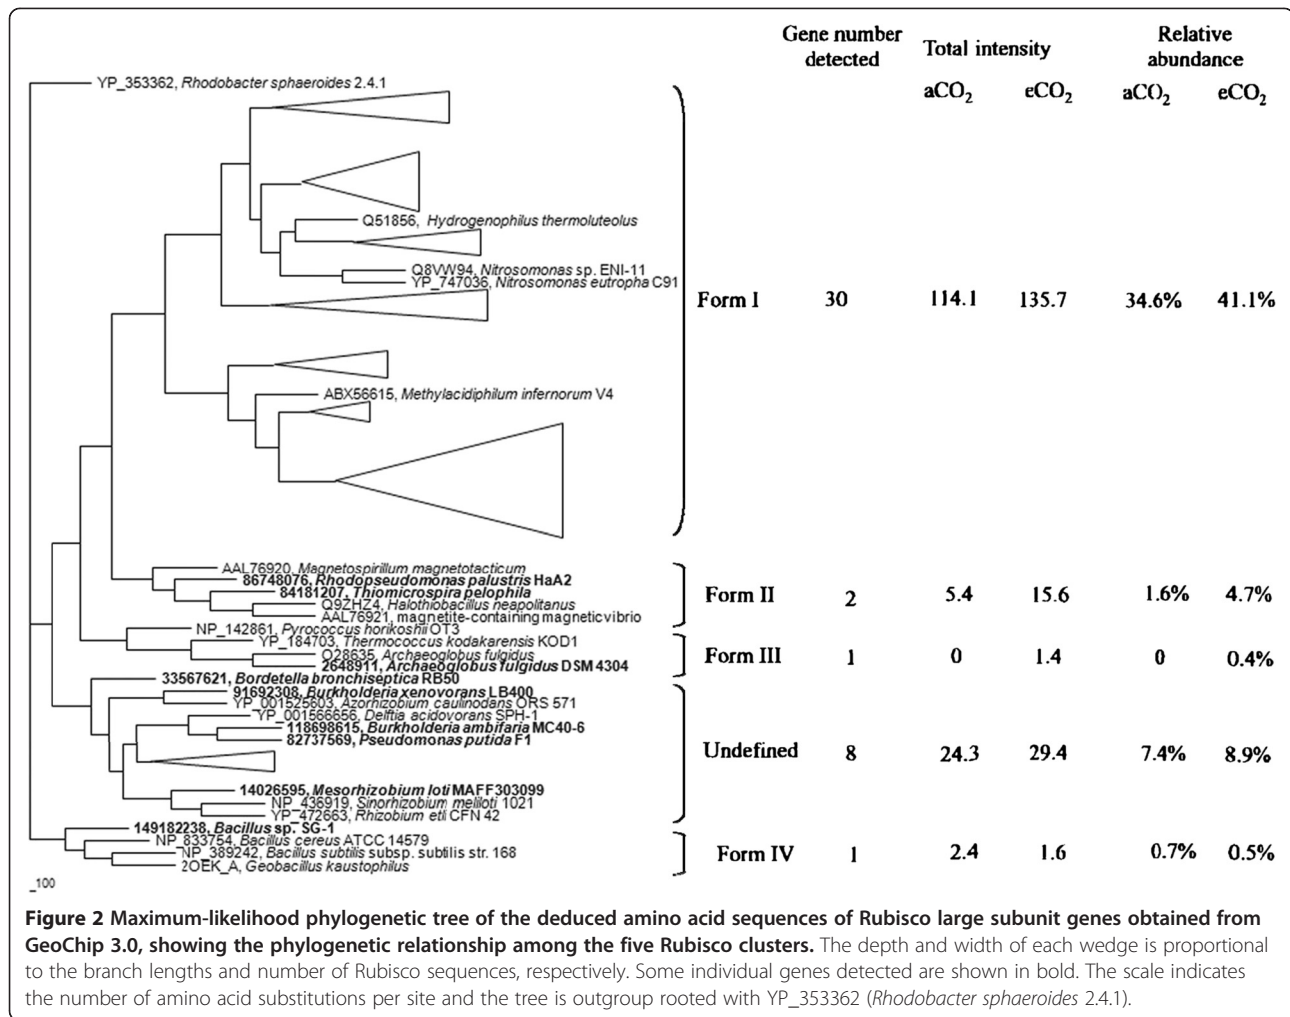 Gene number detected
Total intensity
Relative abundance
aCO₂ eCO₂ aCO₂ eCO₂
YP_353362, Rhodobacter sphaeroides 2.4.1
Q51856, Hydrogenophilus thermoluteolus
Q8VW94, Nitrosomonas sp. ENI-11
YP_747036, Nitrosomonas eutropha C91
Form I 30 114.1 135.7 34.6% 41.1%
ABX56615, Methylacidiphilum infernorum V4
AAL76920, Magnetospirillum magnetotacticum
86748076, Rhodopseudomonas palustris HaA2
84181207, Thiomicrospira pelophila
Q9ZHZ4, Halothiobacillus neapolitanus
AAL76921, magnetite-containing magnetic vibrio
Form II 2 5.4 15.6 1.6% 4.7%
NP_142861, Pyrococcus horikoshii OT3
YP_184703, Thermococcus kodakarensis KOD1
O28635, Archaeoglobus fulgidus
2648911, Archaeoglobus fulgidus DSM 4304
Form III 1 0 1.4 0 0.4%
33567621, Bordetella bronchiseptica RB50
91692308, Burkholderia xenovorans LB400
YP_001525603, Azorhizobium caulinodans ORS 571
YP_001566656, Delftia acidovorans SPH-1
118698615, Burkholderia ambifaria MC40-6
82737569, Pseudomonas putida F1
Undefined 8 24.3 29.4 7.4% 8.9%
14026595, Mesorhizobium loti MAFF303099
NP_436919, Sinorhizobium meliloti 1021
YP_472663, Rhizobium etli CFN 42
149182238, Bacillus sp. SG-1
NP_833754, Bacillus cereus ATCC 14579
NP_389242, Bacillus subtilis subsp. subtilis str. 168
2OEK_A, Geobacillus kaustophilus
Form IV 1 2.4 1.6 0.7% 0.5%
_100
Figure 2 Maximum-likelihood phylogenetic tree of the deduced amino acid sequences of Rubisco large subunit genes obtained from
GeoChip 3.0, showing the phylogenetic relationship among the five Rubisco clusters. The depth and width of each wedge is proportional
to the branch lengths and number of Rubisco sequences, respectively. Some individual genes detected are shown in bold. The scale indicates
the number of amino acid substitutions per site and the tree is outgroup rooted with YP_353362 (Rhodobacter sphaeroides 2.4.1).